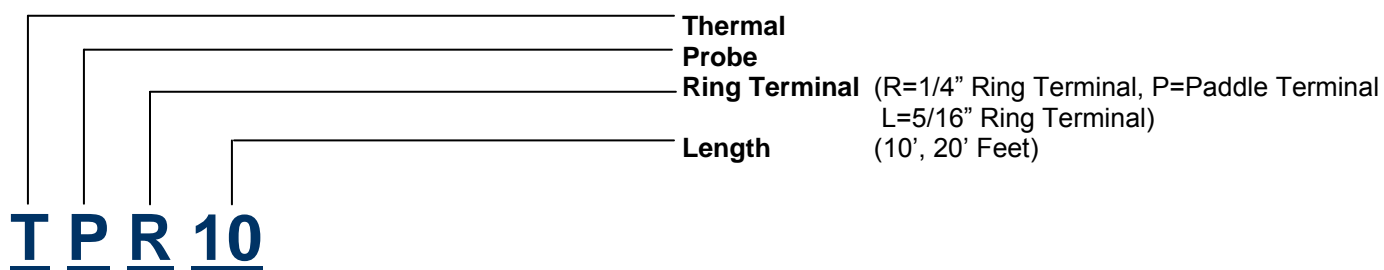 Thermal
Probe
Ring Terminal (R=1/4” Ring Terminal, P=Paddle Terminal
L=5/16” Ring Terminal)
Length (10’, 20’ Feet)
T P R 10